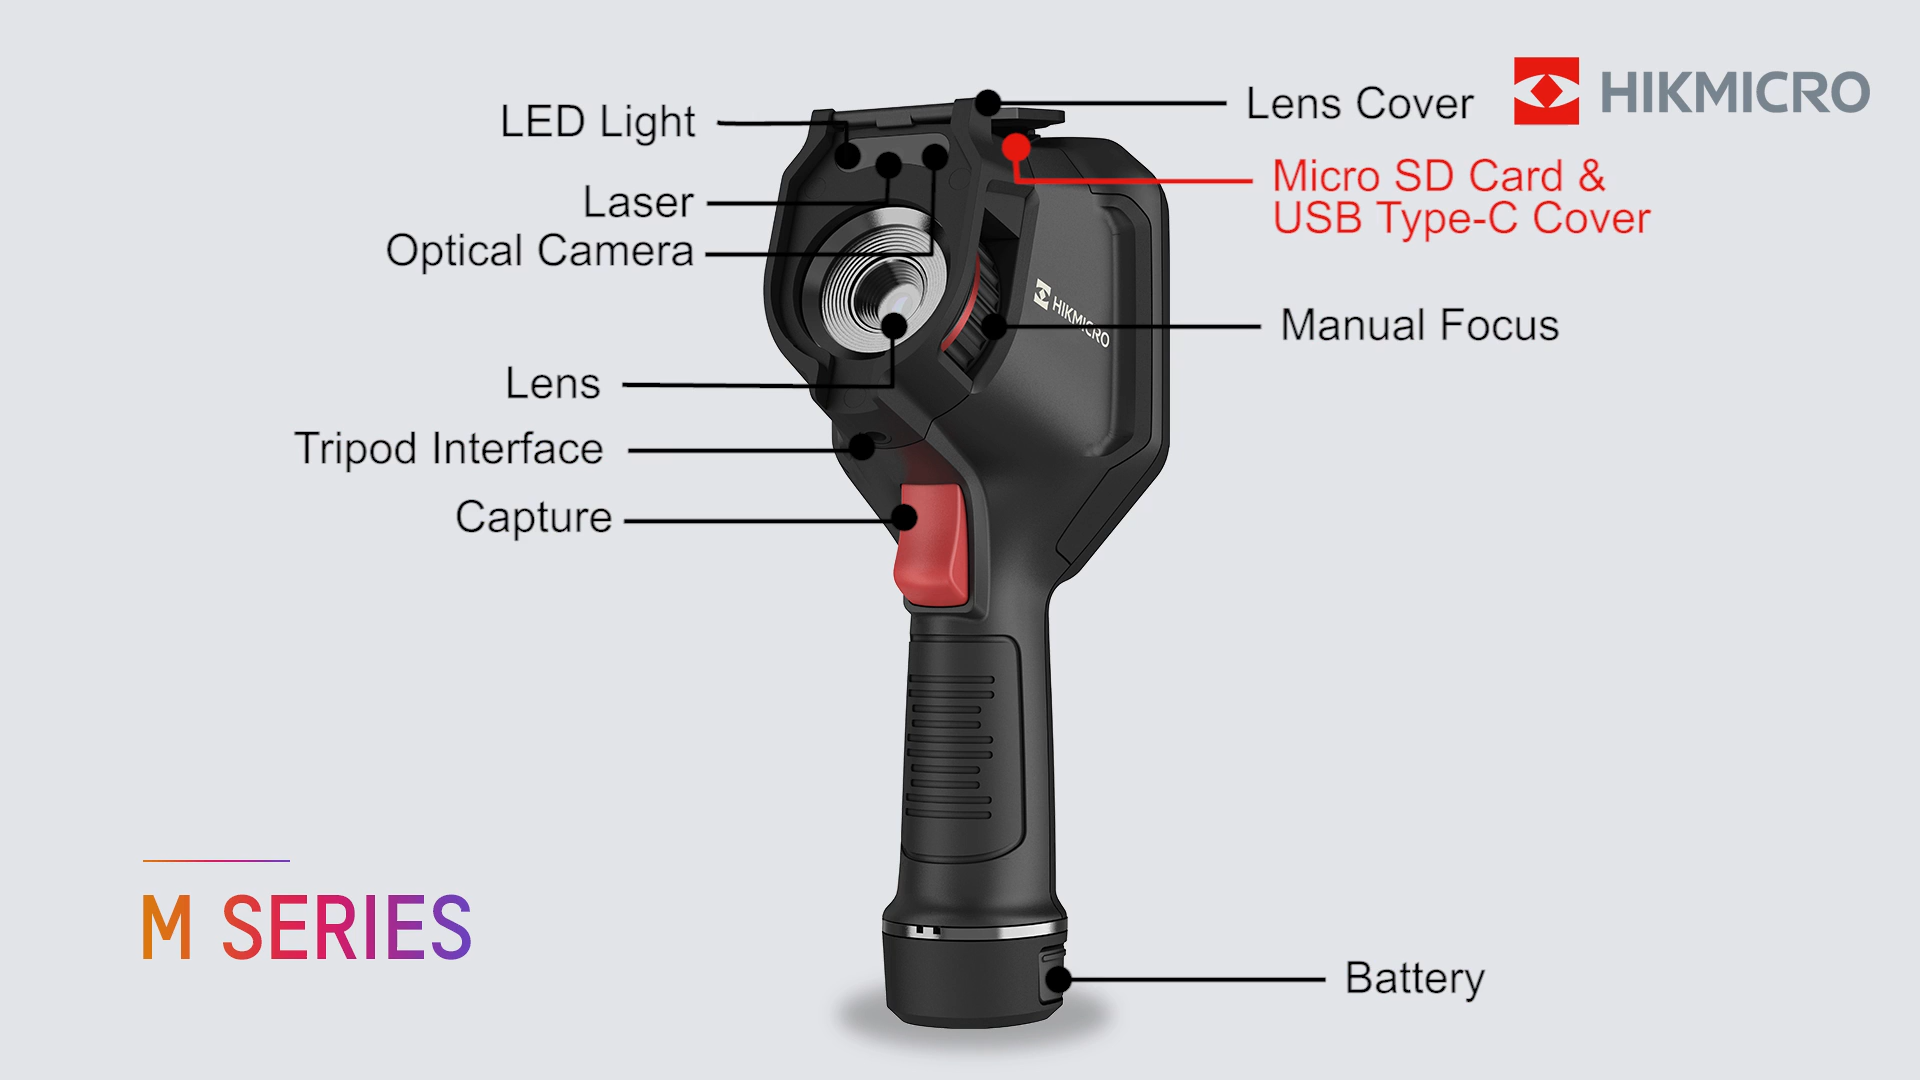 LED Light
Lens Cover
HIKMICRO
Micro SD Card &
USB Type-C Cover
Laser
Optical Camera
HIKMICRO
Manual Focus
Lens
Tripod Interface
Capture
M SERIES
Battery